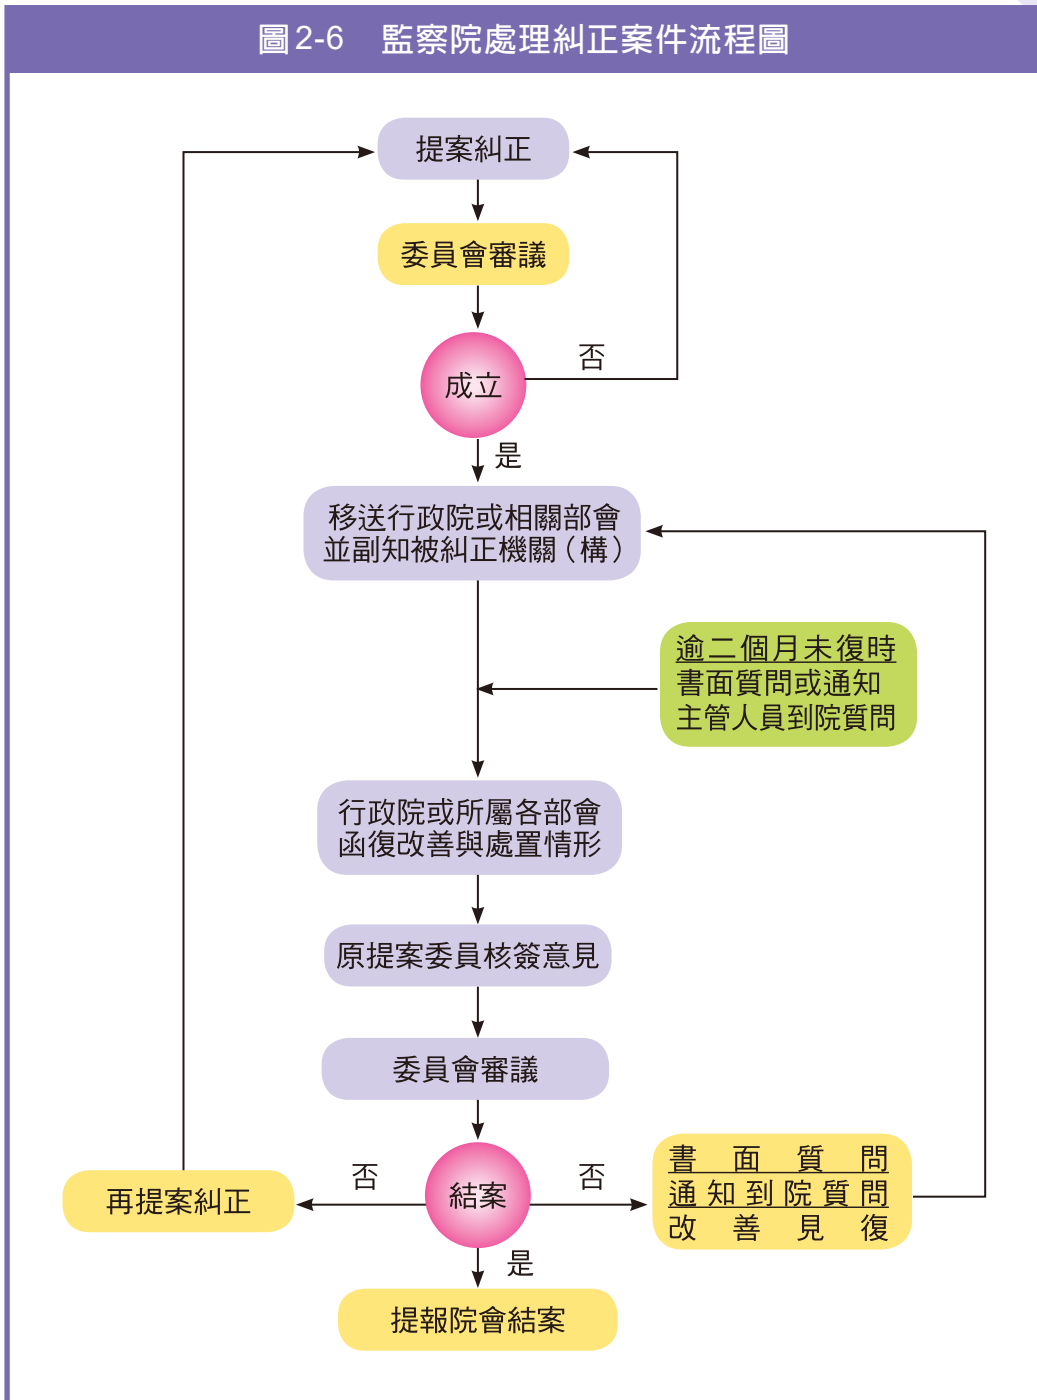 圖2-6　監察院處理糾正案件流程圖
提案糾正
委員會審議
成立
否
是
移送行政院或相關部會
並副知被糾正機關（構）
逾二個月未復時
書面質問或通知
主管人員到院質問
行政院或所屬各部會
函復改善與處置情形
原提案委員核簽意見
委員會審議
否
結案
否
再提案糾正
書面質問
通知到院質問
改善見復
是
提報院會結案